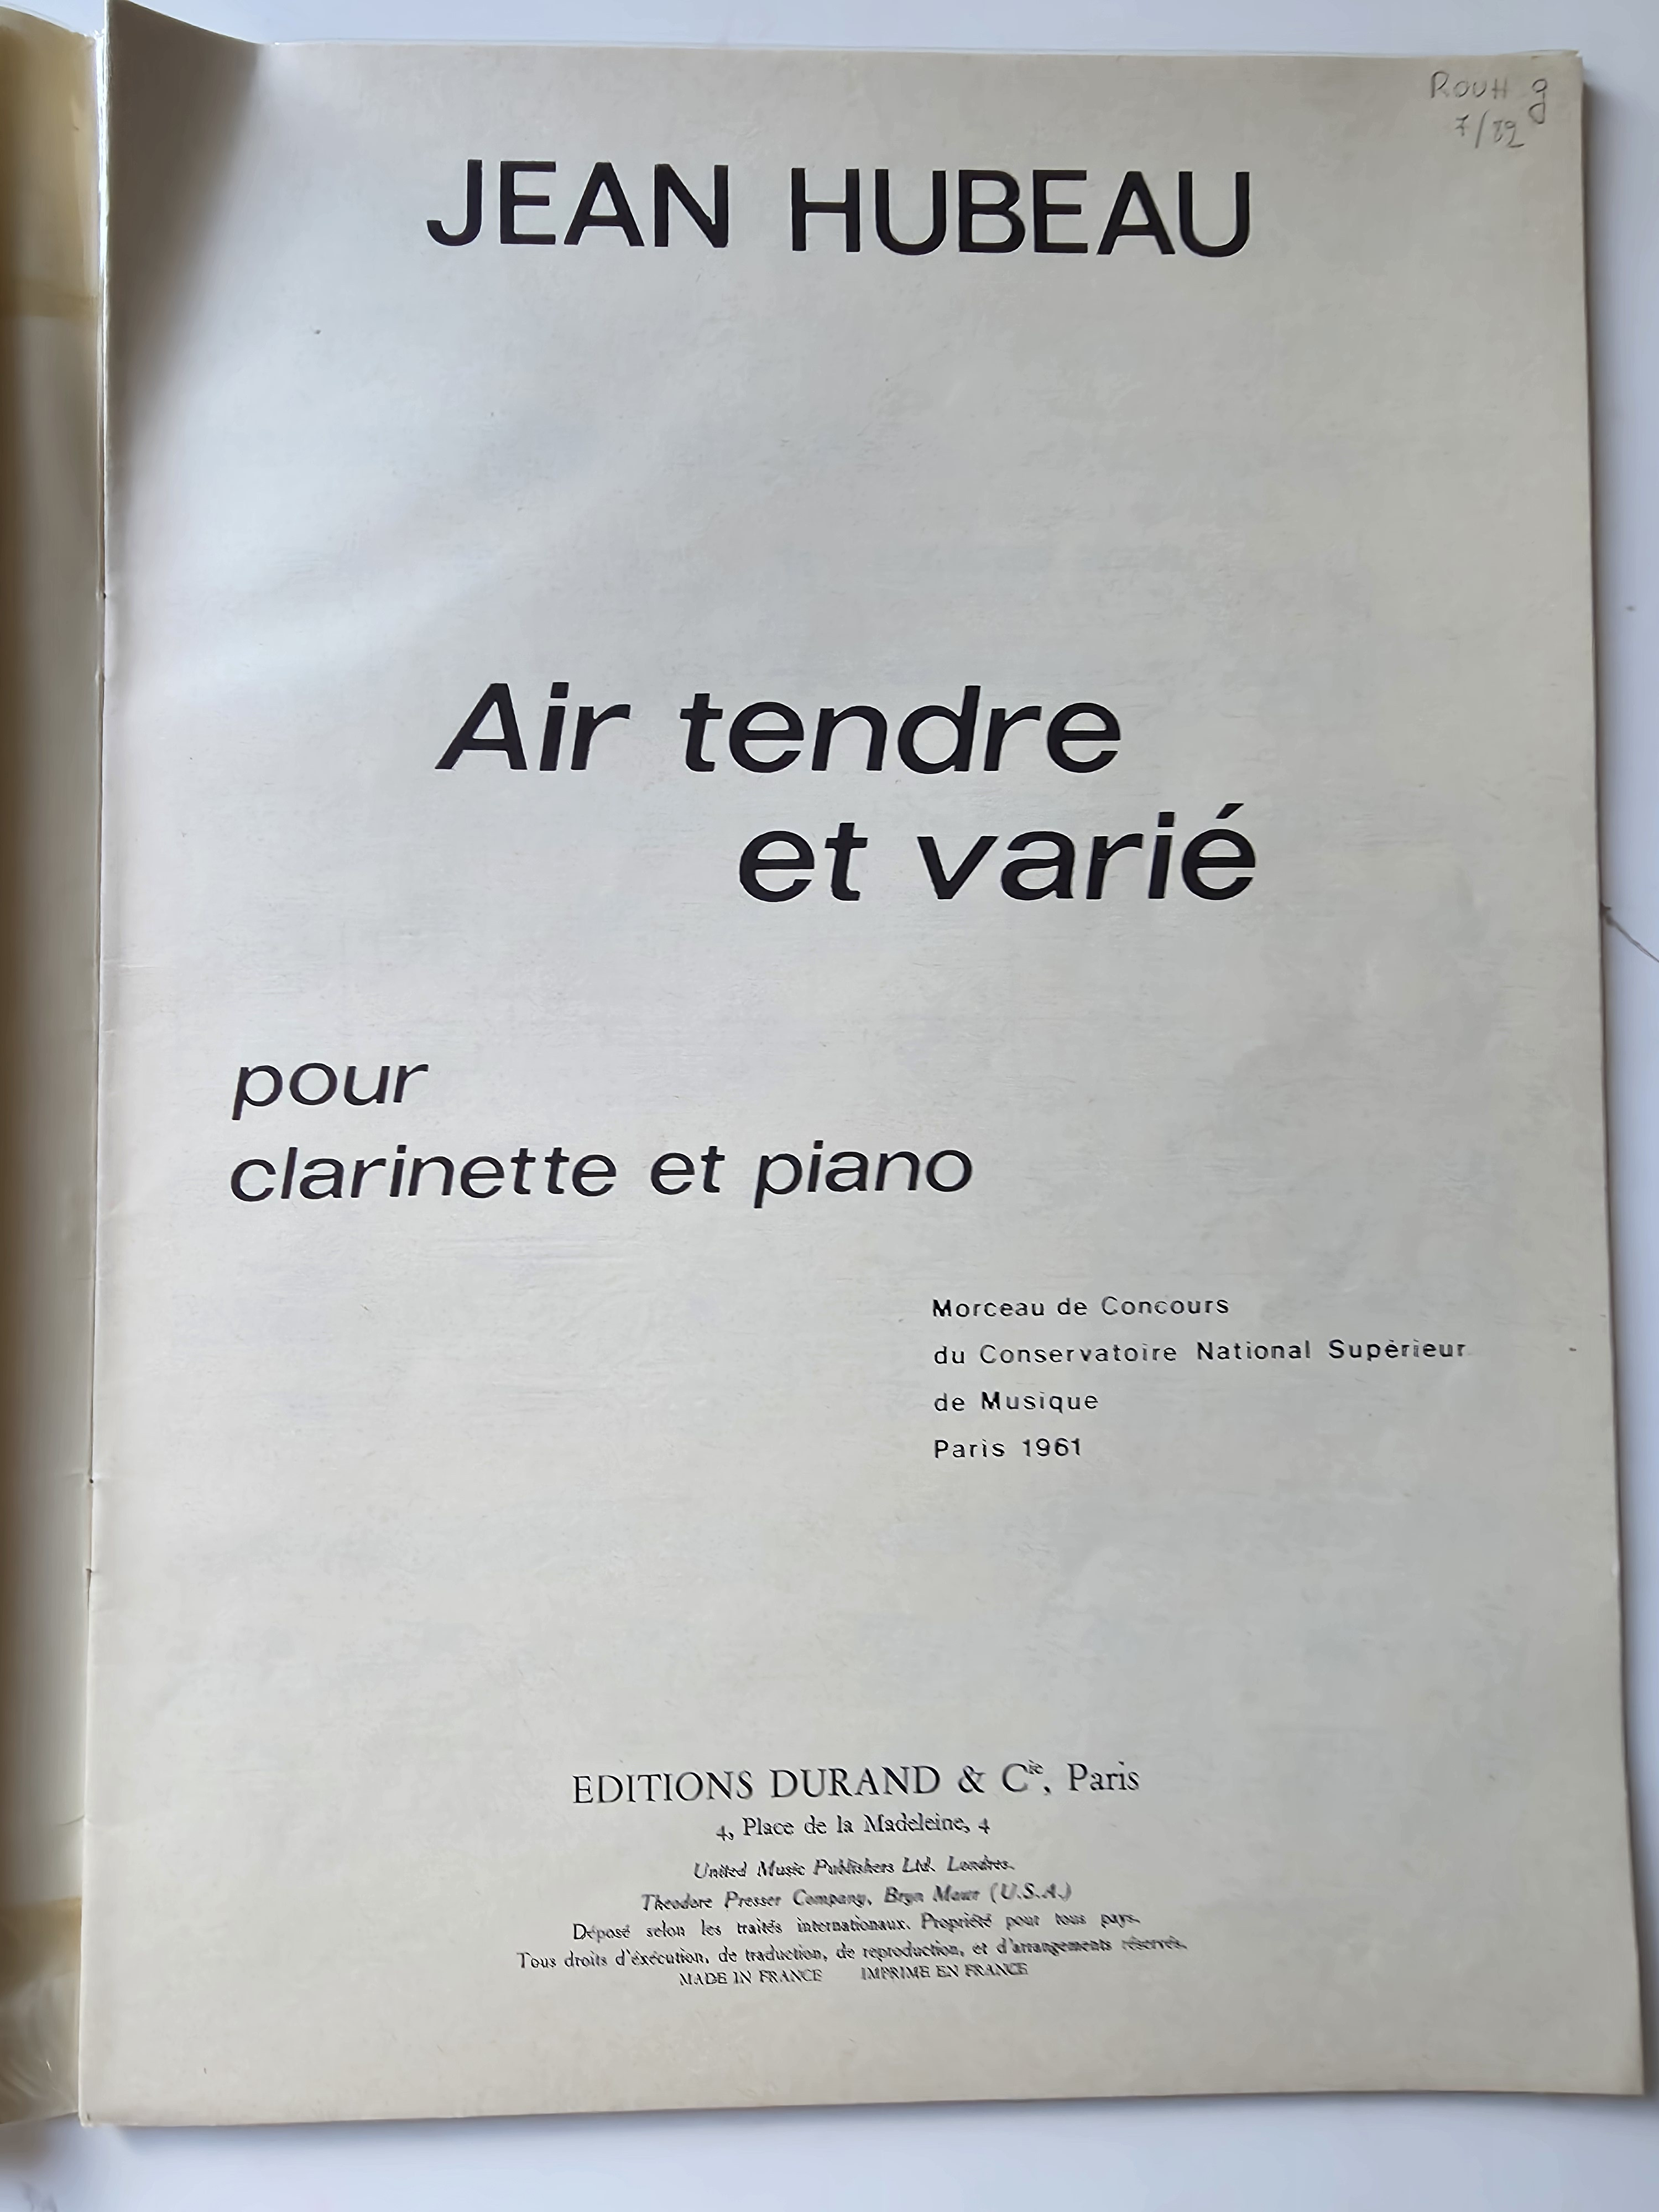 ROUH g
7/82
JEAN HUBEAU
Air tendre
et varié
pour
clarinette et piano
Morceau de Concours
du Conservatoire National Supérieur
de Musique
Paris 1961
EDITIONS DURAND & Cie, Paris
4, Place de la Madeleine, 4
United Music Publishers Ltd. Londres.
Theodore Presser Company, Bryn Mawr (U.S.A.)
Déposé selon les traités internationaux. Propriété pour tous pays.
Tous droits d'éxécution, de traduction, de reproduction, et d'arrangements réservés.
MADE IN FRANCE IMPRIME EN FRANCE